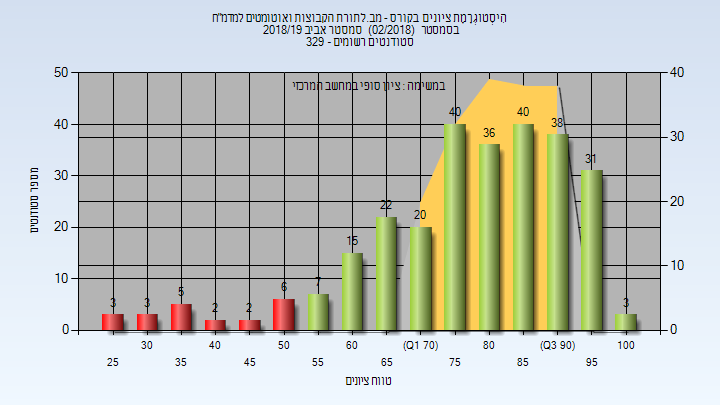 הִיסְטוֹגְרָמַת ציונים בקורס - מב.לתורת הקבוצות ואוטומטים למדמ"ח
בסמסטר (02/2018) סמסטר אביב 2018/19
סטודנטים רשומים - 329
במשימה : ציון סופי במחשב המרכזי
מספר סטודנטים
50 40 30 20 10 0
40 30 20 10 0
3 3 5 2 2 6 7 15 22 20 40 36 40 38 31 3
30 40 50 60 (Q1 70) 80 (Q3 90) 100
25 35 45 55 65 75 85 95
טווח ציונים